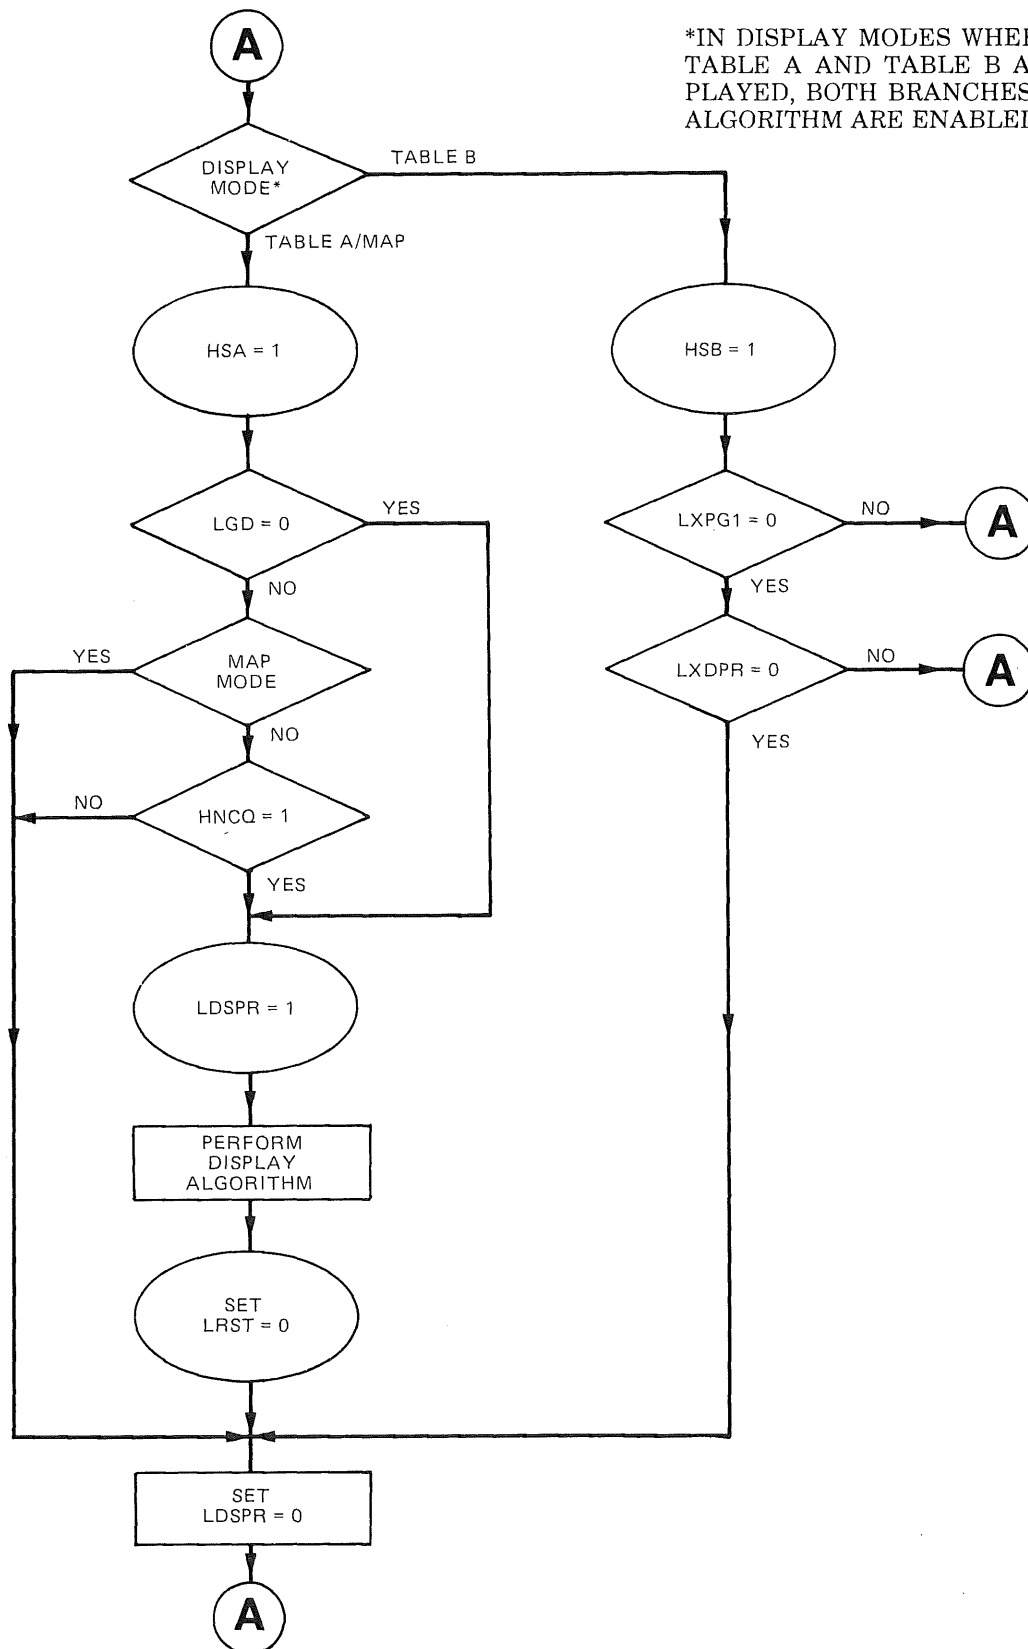 A
*IN DISPLAY MODES
TABLE A AND TABLE B
PLAYED, BOTH BRANCHES
ALGORITHM ARE
DISPLAY
MODE*
TABLE B
TABLE A/MAP
HSA = 1
HSB = 1
LGD = 0
YES
NO
LXPG1 = 0
NO
A
YES
MAP
MODE
YES
NO
LXDPR = 0
NO
A
YES
HNCQ = 1
NO
YES
LDSPR = 1
PERFORM
DISPLAY
ALGORITHM
SET
LRST = 0
SET
LDSPR = 0
A